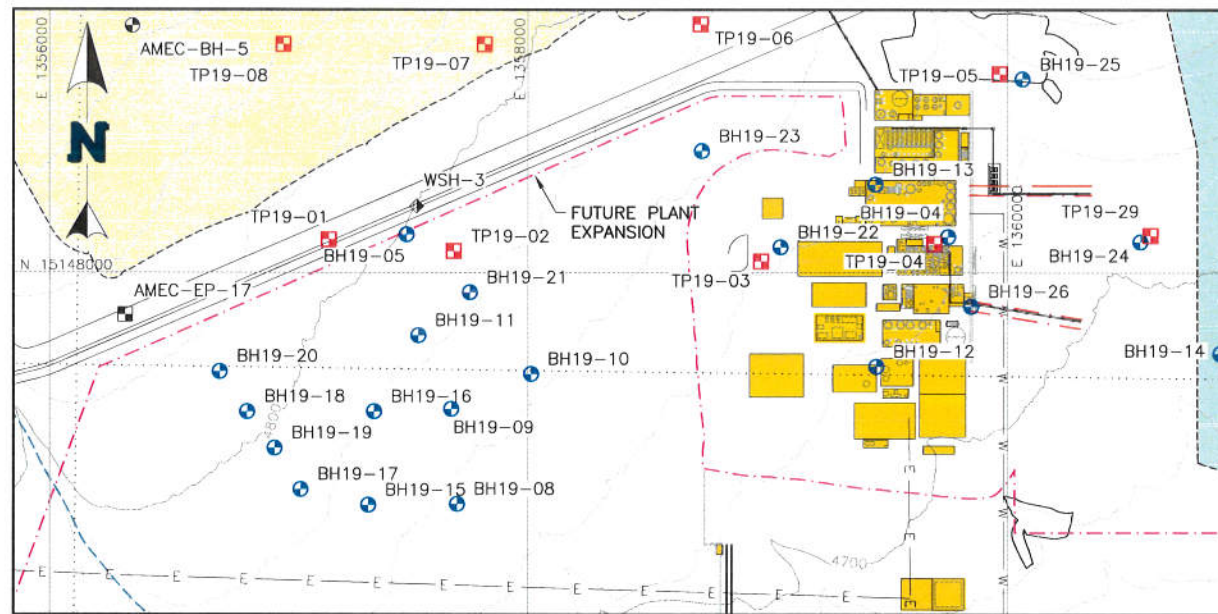 E 1356000
AMEC-BH-5
TP19-08
TP19-07
E 1358000
TP19-06
TP19-05
BH19-25
N
BH19-23
WSH-3
BH19-13
FUTURE PLANT
EXPANSION
TP19-01
BH19-04
TP19-29
BH19-05
TP19-02
BH19-22
TP19-04
E 1360000
BH19-24
N 15148000
TP19-03
BH19-21
AMEC-EP-17
BH19-26
BH19-11
BH19-20
BH19-10
BH19-12
BH19-14
BH19-18
BH19-16
4800
BH19-09
BH19-19
BH19-17
BH19-15
BH19-08
4700
E E E E E E E E E E E
E
E
E
W
W
W
W
W
W
W